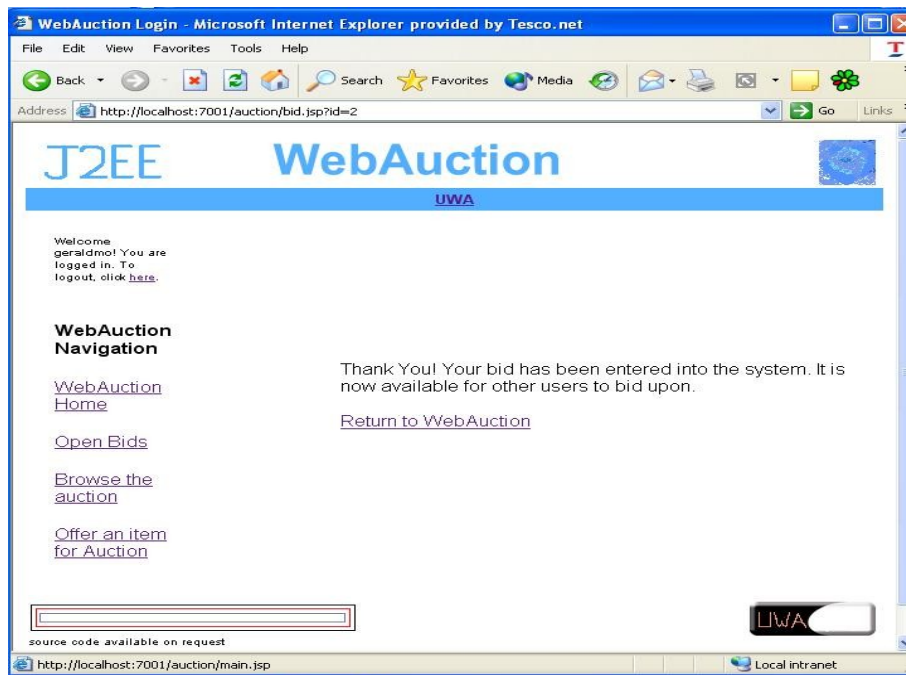 WebAuction Login - Microsoft Internet Explorer provided by Tesco.net
File Edit View Favorites Tools Help
Back Search Favorites Media
Address http://localhost:7001/auction/bid.jsp?id=2 Go Links
J2EE WebAuction
UWA
Welcome
geraldmo! You are
logged in. To
logout, click here.
WebAuction
Navigation
WebAuction
Home
Open Bids
Browse the
auction
Offer an item
for Auction
Thank You! Your bid has been entered into the system. It is
now available for other users to bid upon.
Return to WebAuction
UWA
source code available on request
http://localhost:7001/auction/main.jsp Local intranet